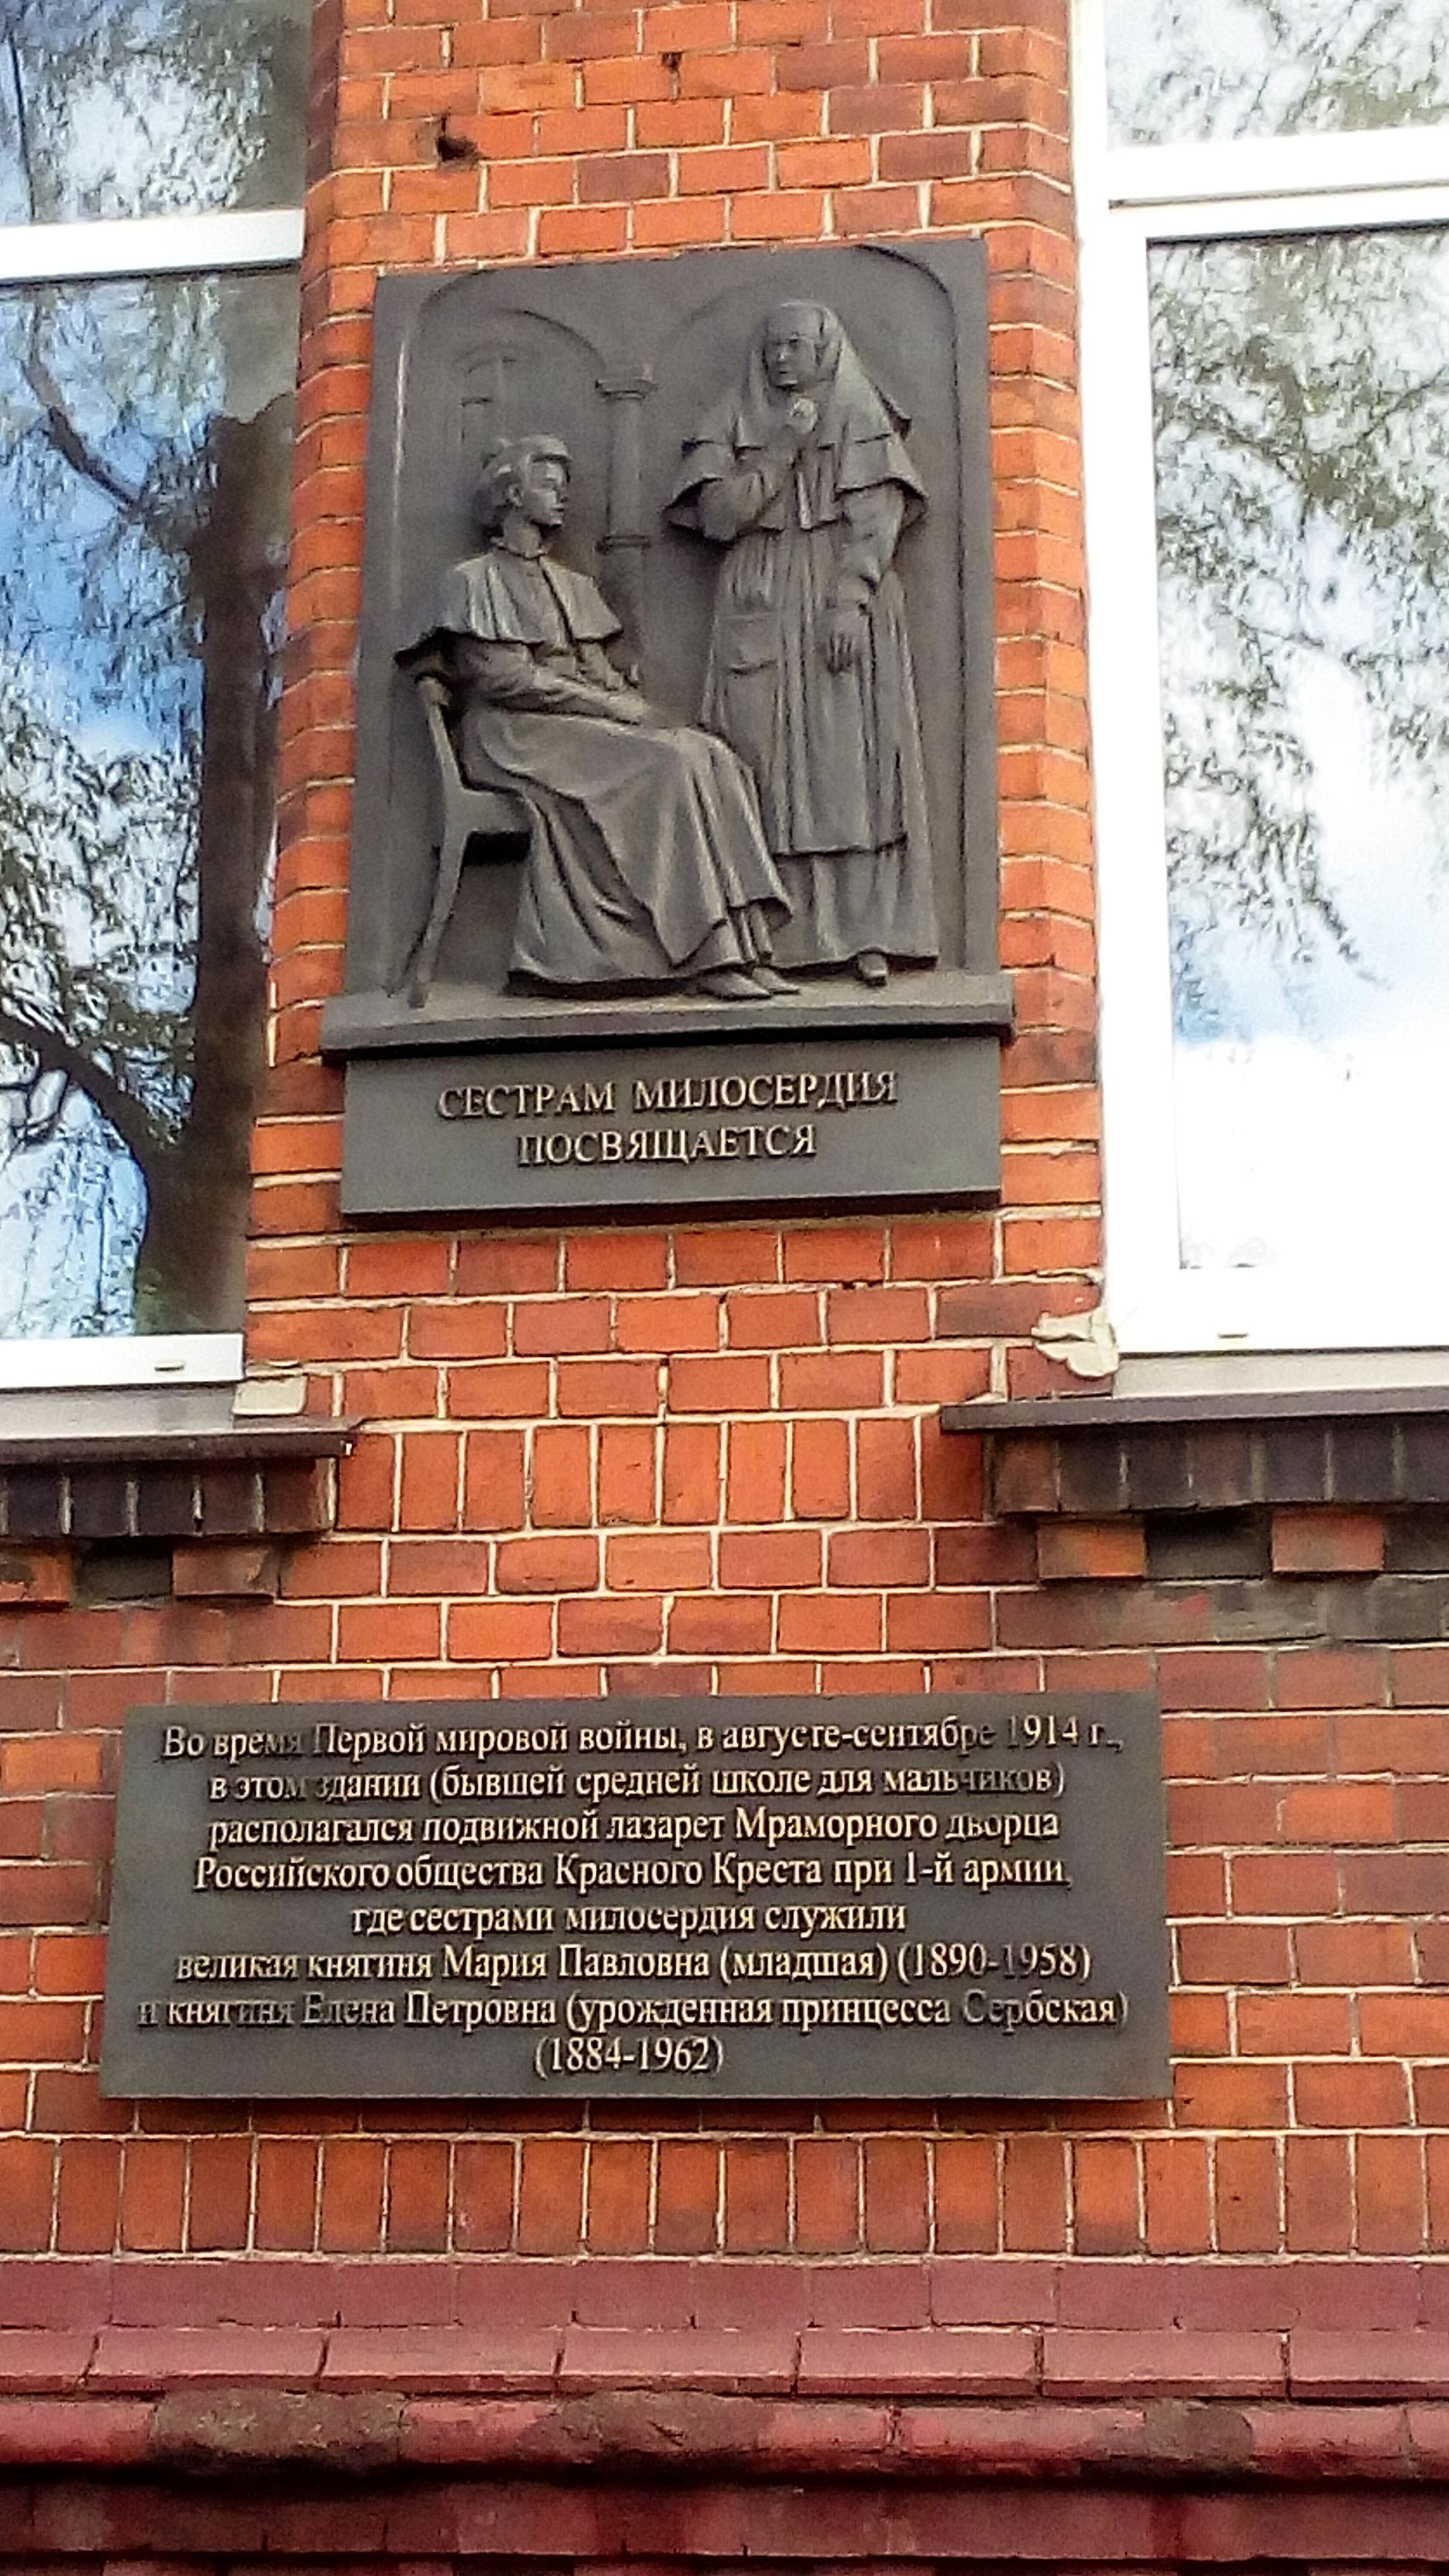 СЕСТРАМ МИЛОСЕРДИЯ
ПОСВЯЩАЕТСЯ
Во время Первой мировой войны, в августе-сентябре 1914 г.,
в этом здании (бывшей средней школе для мальчиков)
располагался подвижной лазарет Мраморного дворца
Российского общества Красного Креста при 1-й армии,
где сестрами милосердия служили
великая княгиня Мария Павловна (младшая) (1890-1958)
и княгиня Елена Петровна (урожденная принцесса Сербская)
(1884-1962)